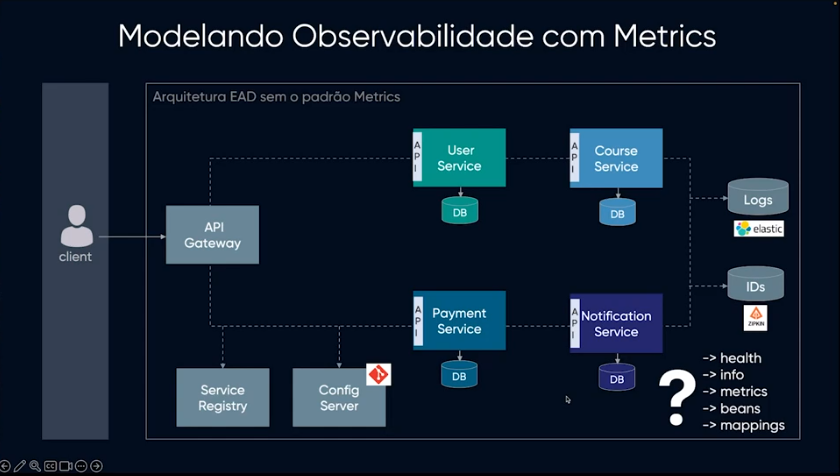 Modelando Observabilidade com Metrics
Arquitetura EAD sem o padrão Metrics
client
API
Gateway
API
User
Service
DB
API
Course
Service
DB
Logs
elastic
IDs
ZIPKIN
API
Payment
Service
DB
API
Notification
Service
DB
Service
Registry
Config
Server
?
-> health
-> info
-> metrics
-> beans
-> mappings
CC